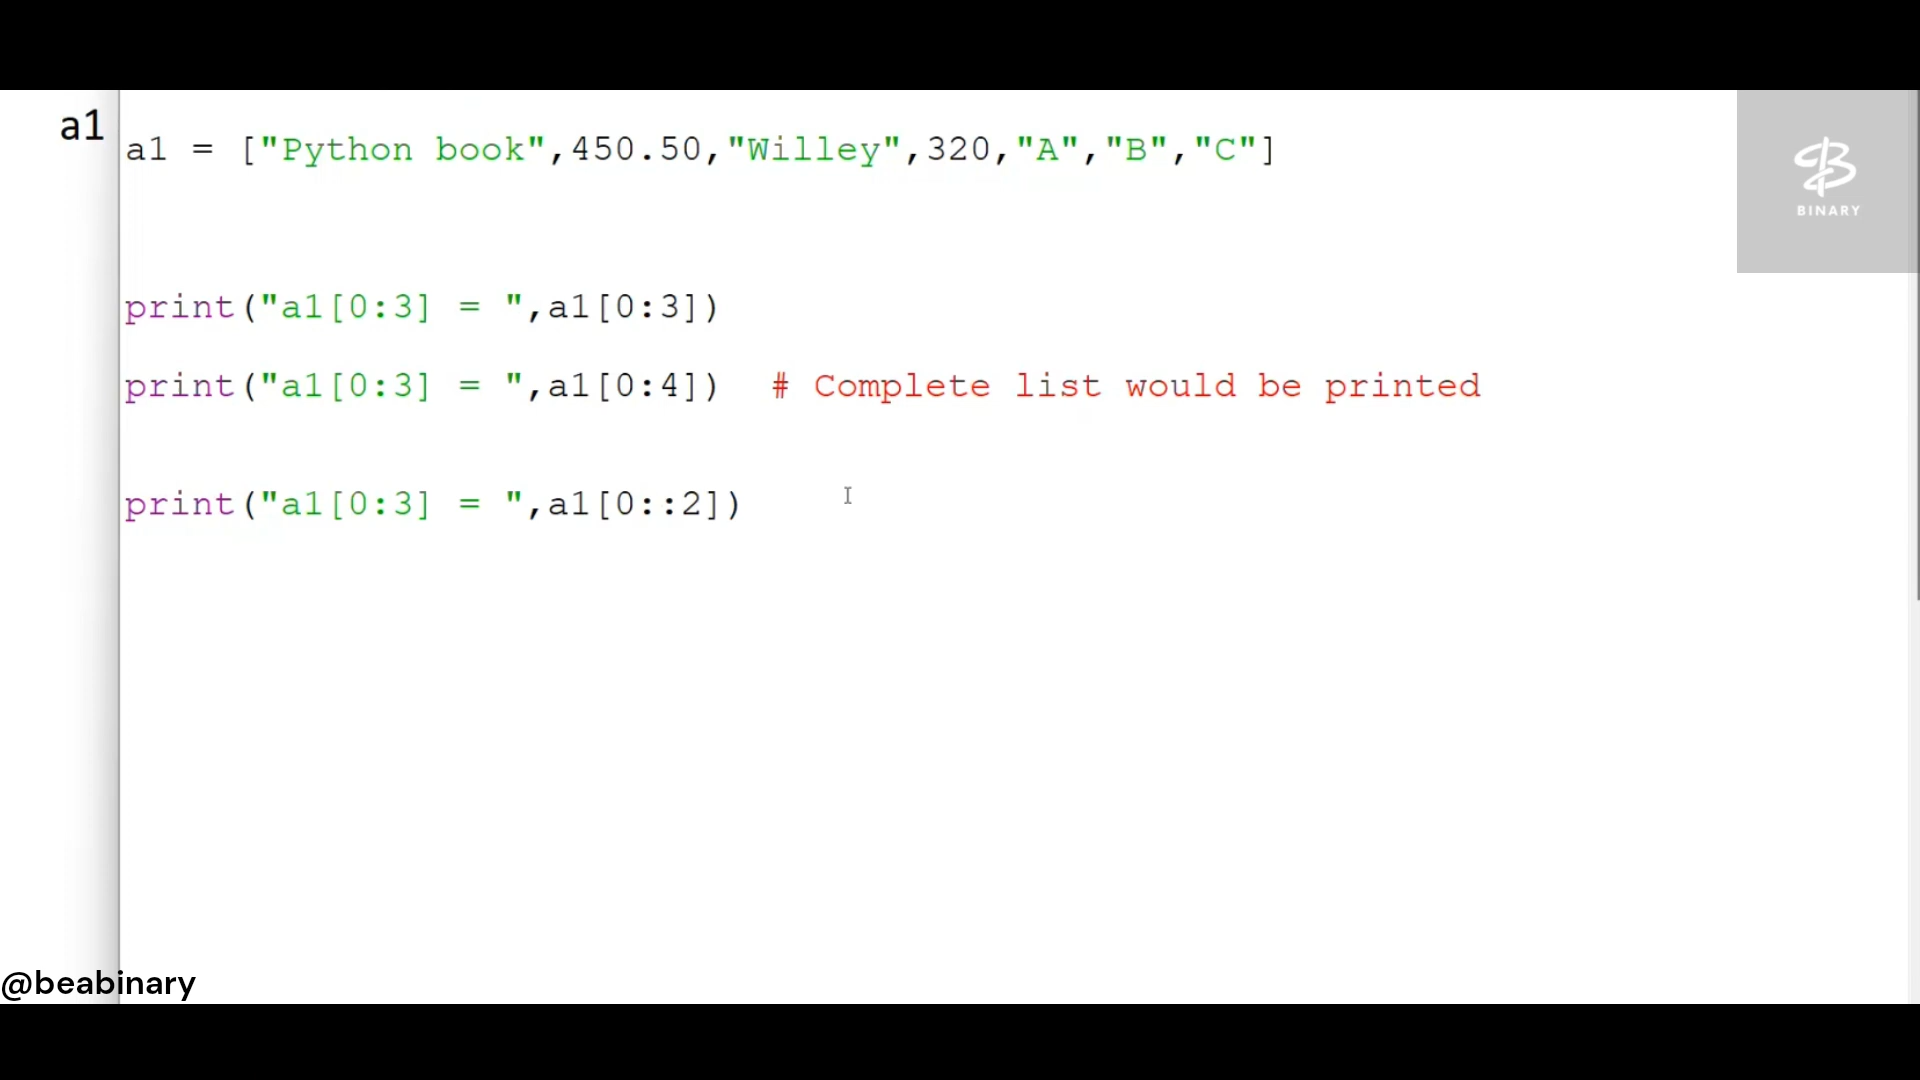 a1
a1 = ["Python book",450.50,"Willey",320,"A","B","C"]
BINARY
print("a1[0:3] = ",a1[0:3])
print("a1[0:3] = ",a1[0:4])  # Complete list would be printed
print("a1[0:3] = ",a1[0::2])
@beabinary